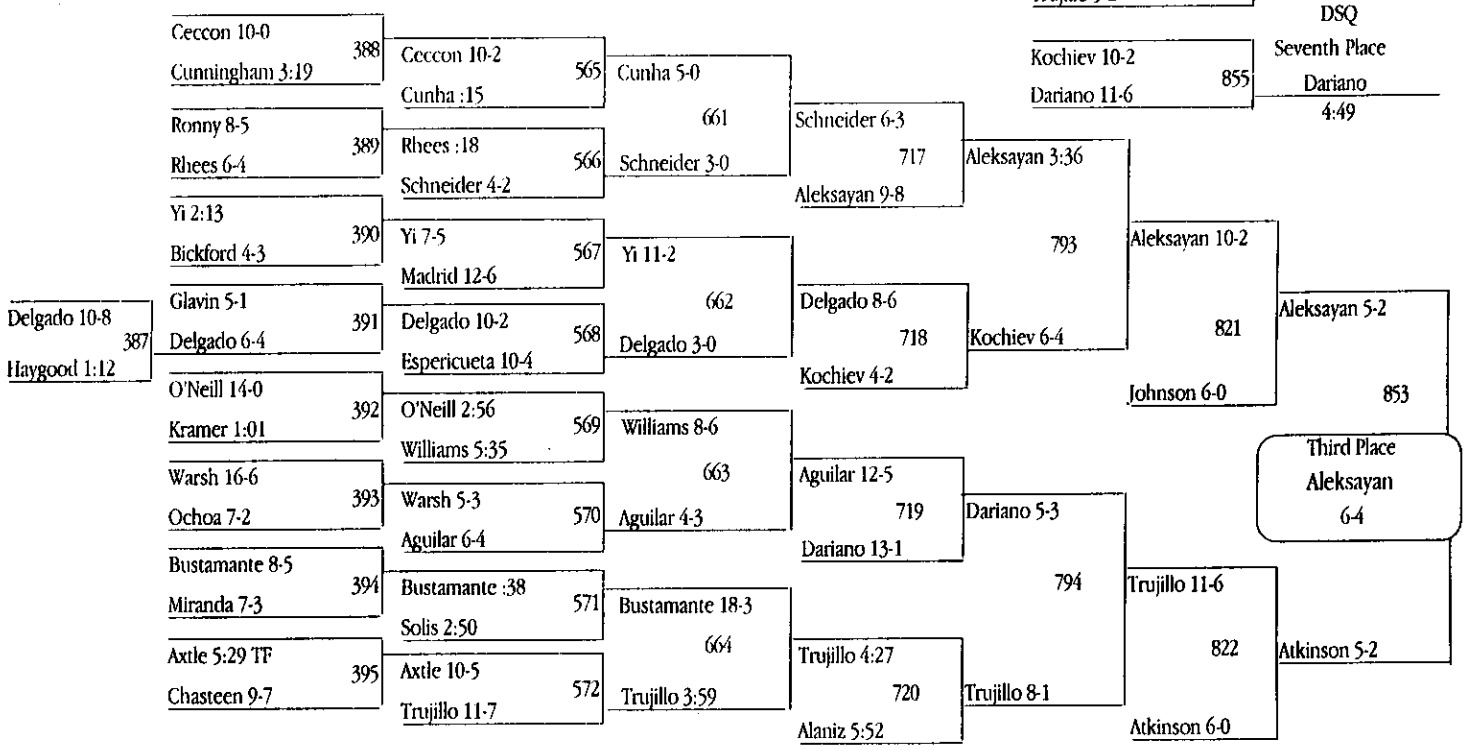 DSQ
Kochiev 10-2
855
Dariano 11-6
Seventh Place
Dariano
4:49
Delgado 10-8
387
Haygood 1:12
Ceccon 10-0
388
Cunningham 3:19
Ronny 8-5
389
Rhees 6-4
Yi 2:13
390
Bickford 4-3
Glavin 5-1
391
Delgado 6-4
O'Neill 14-0
392
Kramer 1:01
Warsh 16-6
393
Ochoa 7-2
Bustamante 8-5
394
Miranda 7-3
Axtle 5:29 TF
395
Chasteen 9-7
Ceccon 10-2
565
Cunha :15
Rhees :18
566
Schneider 4-2
Yi 7-5
567
Madrid 12-6
Delgado 10-2
568
Espericueta 10-4
O'Neill 2:56
569
Williams 5:35
Warsh 5-3
570
Aguilar 6-4
Bustamante :38
571
Solis 2:50
Axtle 10-5
572
Trujillo 11-7
Cunha 5-0
661
Schneider 3-0
Yi 11-2
662
Delgado 3-0
Williams 8-6
663
Aguilar 4-3
Bustamante 18-3
664
Trujillo 3:59
Schneider 6-3
717
Aleksayan 9-8
Delgado 8-6
718
Kochiev 4-2
Aguilar 12-5
719
Dariano 13-1
Trujillo 4:27
720
Alaniz 5:52
Aleksayan 3:36
793
Kochiev 6-4
Dariano 5-3
794
Trujillo 8-1
Aleksayan 10-2
821
Johnson 6-0
Trujillo 11-6
822
Atkinson 6-0
Aleksayan 5-2
853
Atkinson 5-2
Third Place
Aleksayan
6-4